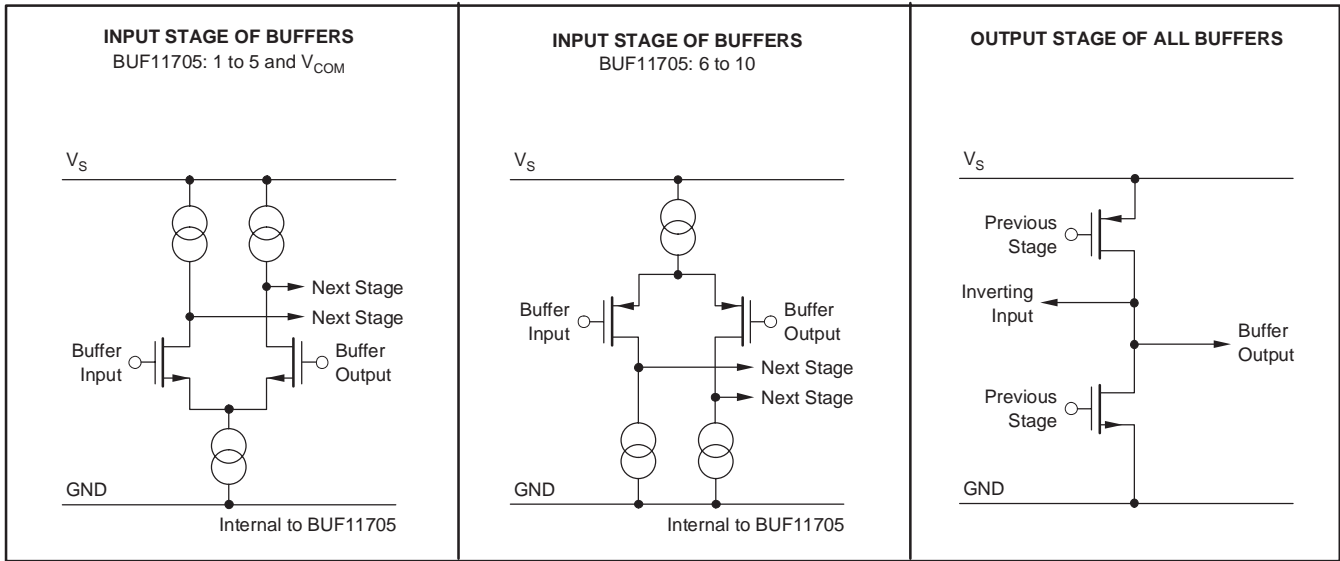 INPUT STAGE OF BUFFERS
BUF11705: 1 to 5 and VCOM
VS
Next Stage
Next Stage
Buffer
Input
Buffer
Output
GND
Internal to BUF11705
INPUT STAGE OF BUFFERS
BUF11705: 6 to 10
VS
Buffer
Input
Buffer
Output
Next Stage
Next Stage
GND
Internal to BUF11705
OUTPUT STAGE OF ALL BUFFERS
VS
Previous
Stage
Inverting
Input
Buffer
Output
Previous
Stage
GND